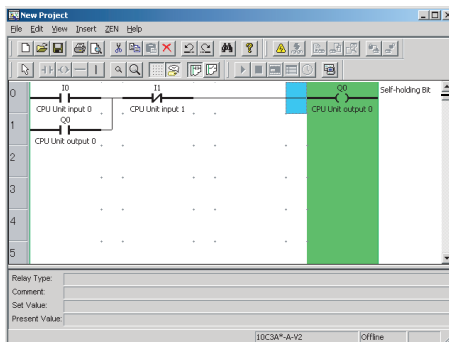 New Project
File Edit View Insert ZEN Help
0 I0 I1 Q0 Self-holding Bit
CPU Unit input 0 CPU Unit input 1 CPU Unit output 0
1 Q0
CPU Unit output 0
2
3
4
5
Relay Type:
Comment:
Set Value:
Present Value:
10C3A*-A-V2 Offline